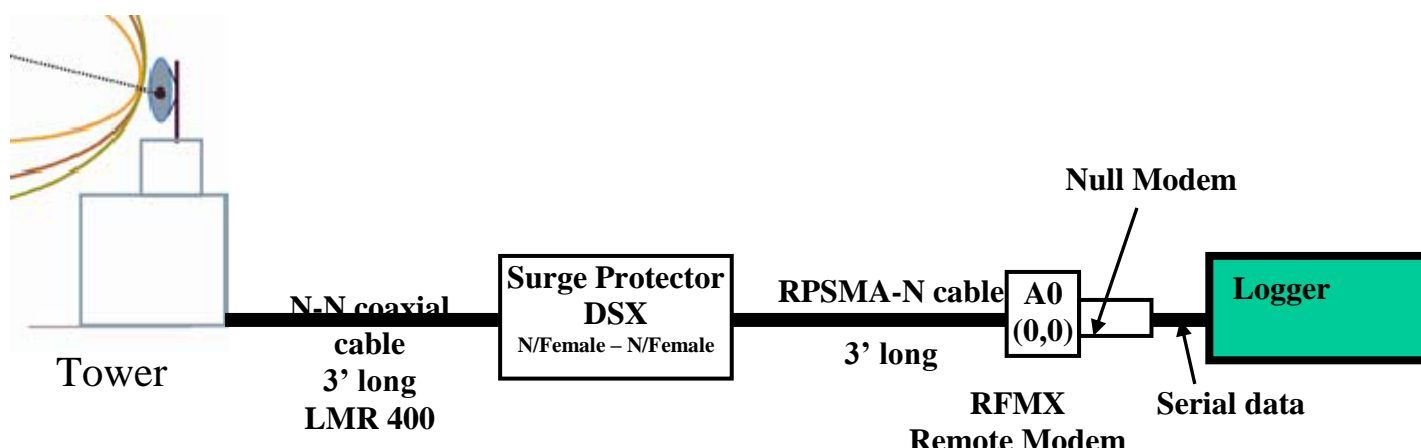 Null Modem
Surge Protector
DSX
N/Female – N/Female
RPSMA-N cable
3’ long
A0
(0,0)
Logger
N-N coaxial
cable
3’ long
LMR 400
Tower
RFMX
Remote Modem
Serial data